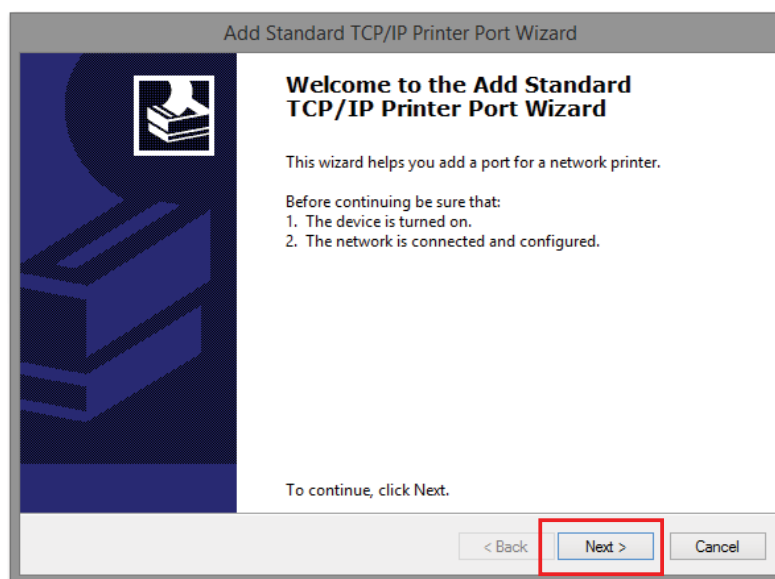 Add Standard TCP/IP Printer Port Wizard
Welcome to the Add Standard
TCP/IP Printer Port Wizard
This wizard helps you add a port for a network printer.
Before continuing be sure that:
1. The device is turned on.
2. The network is connected and configured.
To continue, click Next.
< Back
Next >
Cancel